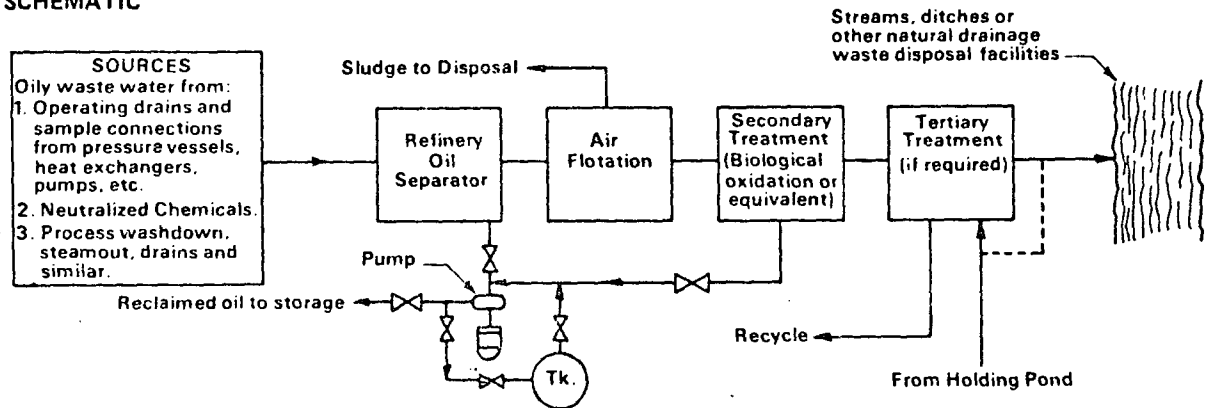 SCHEMATIC
SOURCES
Oily waste water from:
1. Operating drains and
sample connections
from pressure vessels,
heat exchangers,
pumps, etc.
2. Neutralized Chemicals.
3. Process washdown,
steamout, drains and
similar.
Sludge to Disposal
Refinery
Oil
Separator
Air
Flotation
Secondary
Treatment
(Biological
oxidation or
equivalent)
Tertiary
Treatment
(if required)
Streams, ditches or
other natural drainage
waste disposal facilities
Pump
Reclaimed oil to storage
Tk.
Recycle
From Holding Pond